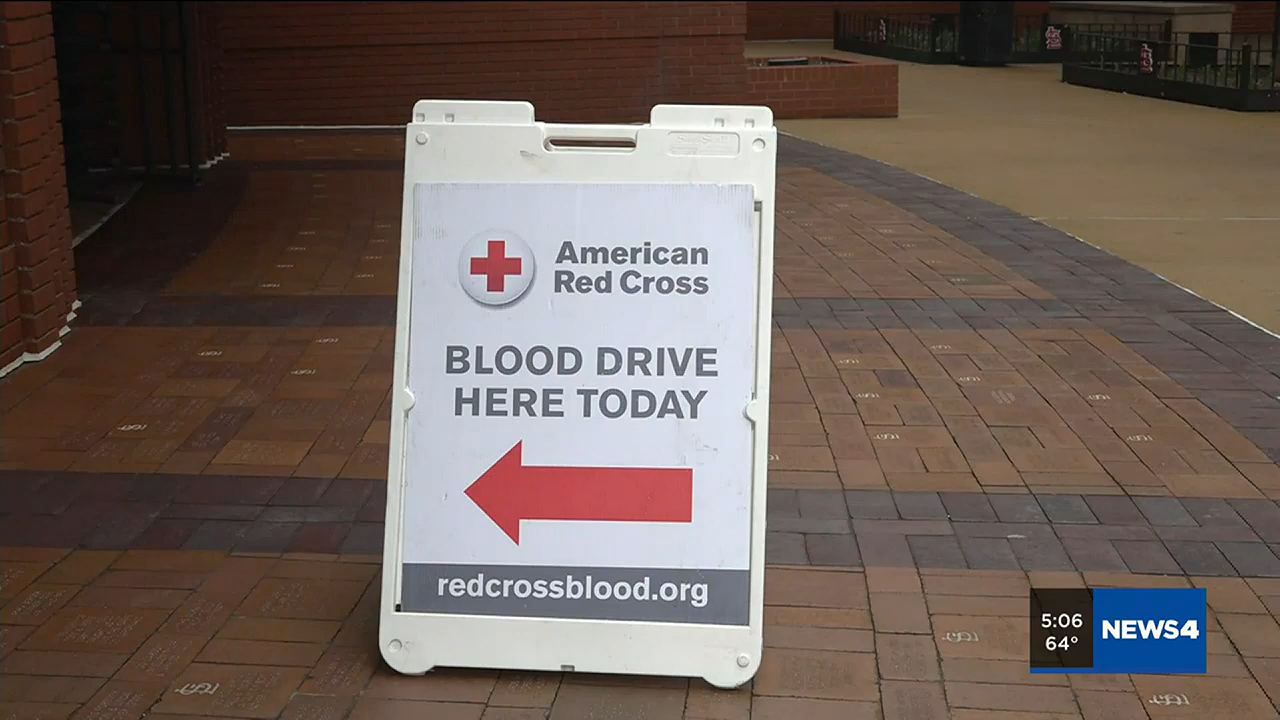 American
Red Cross
BLOOD DRIVE
HERE TODAY
redcrossblood.org
5:06
64°
NEWS4